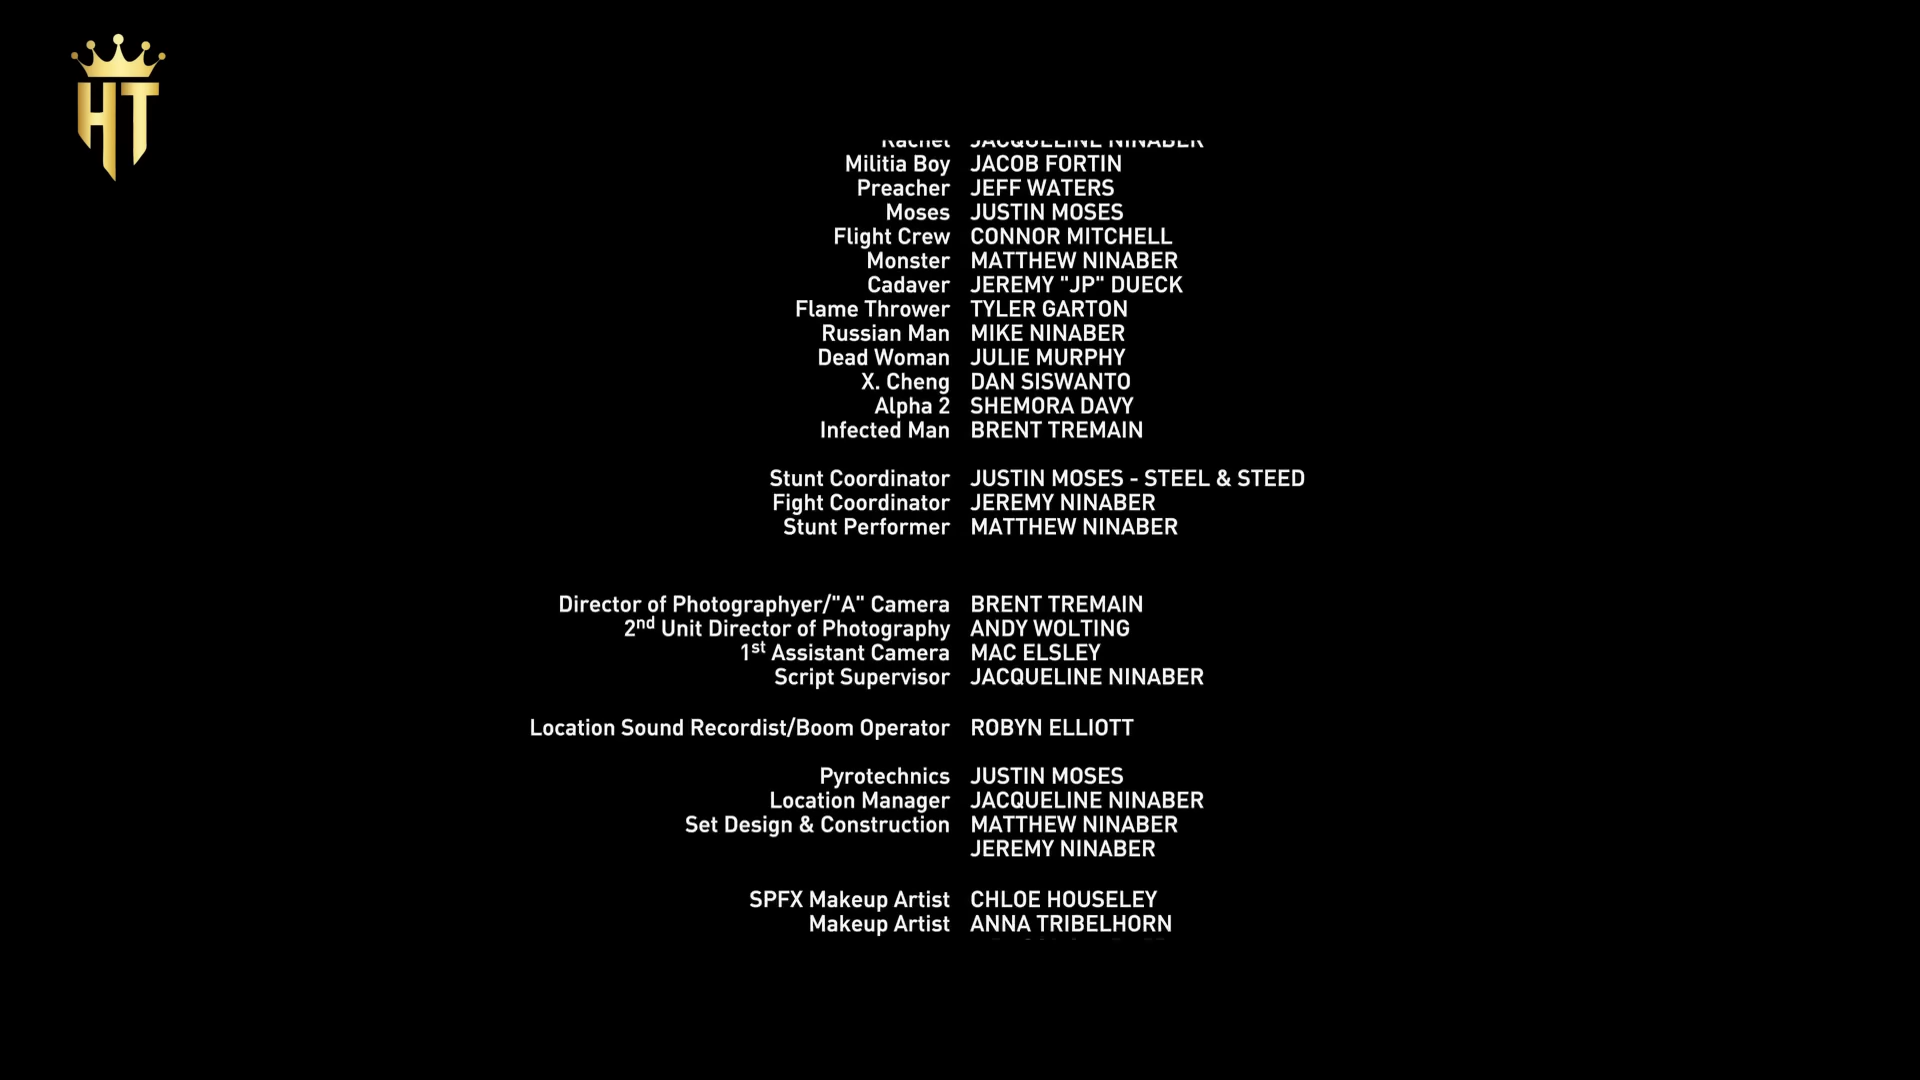 HT
Rachel JACQUELINE NINABER
Militia Boy JACOB FORTIN
Preacher JEFF WATERS
Moses JUSTIN MOSES
Flight Crew CONNOR MITCHELL
Monster MATTHEW NINABER
Cadaver JEREMY "JP" DUECK
Flame Thrower TYLER GARTON
Russian Man MIKE NINABER
Dead Woman JULIE MURPHY
X. Cheng DAN SISWANTO
Alpha 2 SHEMORA DAVY
Infected Man BRENT TREMAIN
Stunt Coordinator JUSTIN MOSES - STEEL & STEED
Fight Coordinator JEREMY NINABER
Stunt Performer MATTHEW NINABER
Director of Photographyer/"A" Camera BRENT TREMAIN
2nd Unit Director of Photography ANDY WOLTING
1st Assistant Camera MAC ELSLEY
Script Supervisor JACQUELINE NINABER
Location Sound Recordist/Boom Operator ROBYN ELLIOTT
Pyrotechnics JUSTIN MOSES
Location Manager JACQUELINE NINABER
Set Design & Construction MATTHEW NINABER
JEREMY NINABER
SPFX Makeup Artist CHLOE HOUSELEY
Makeup Artist ANNA TRIBELHORN